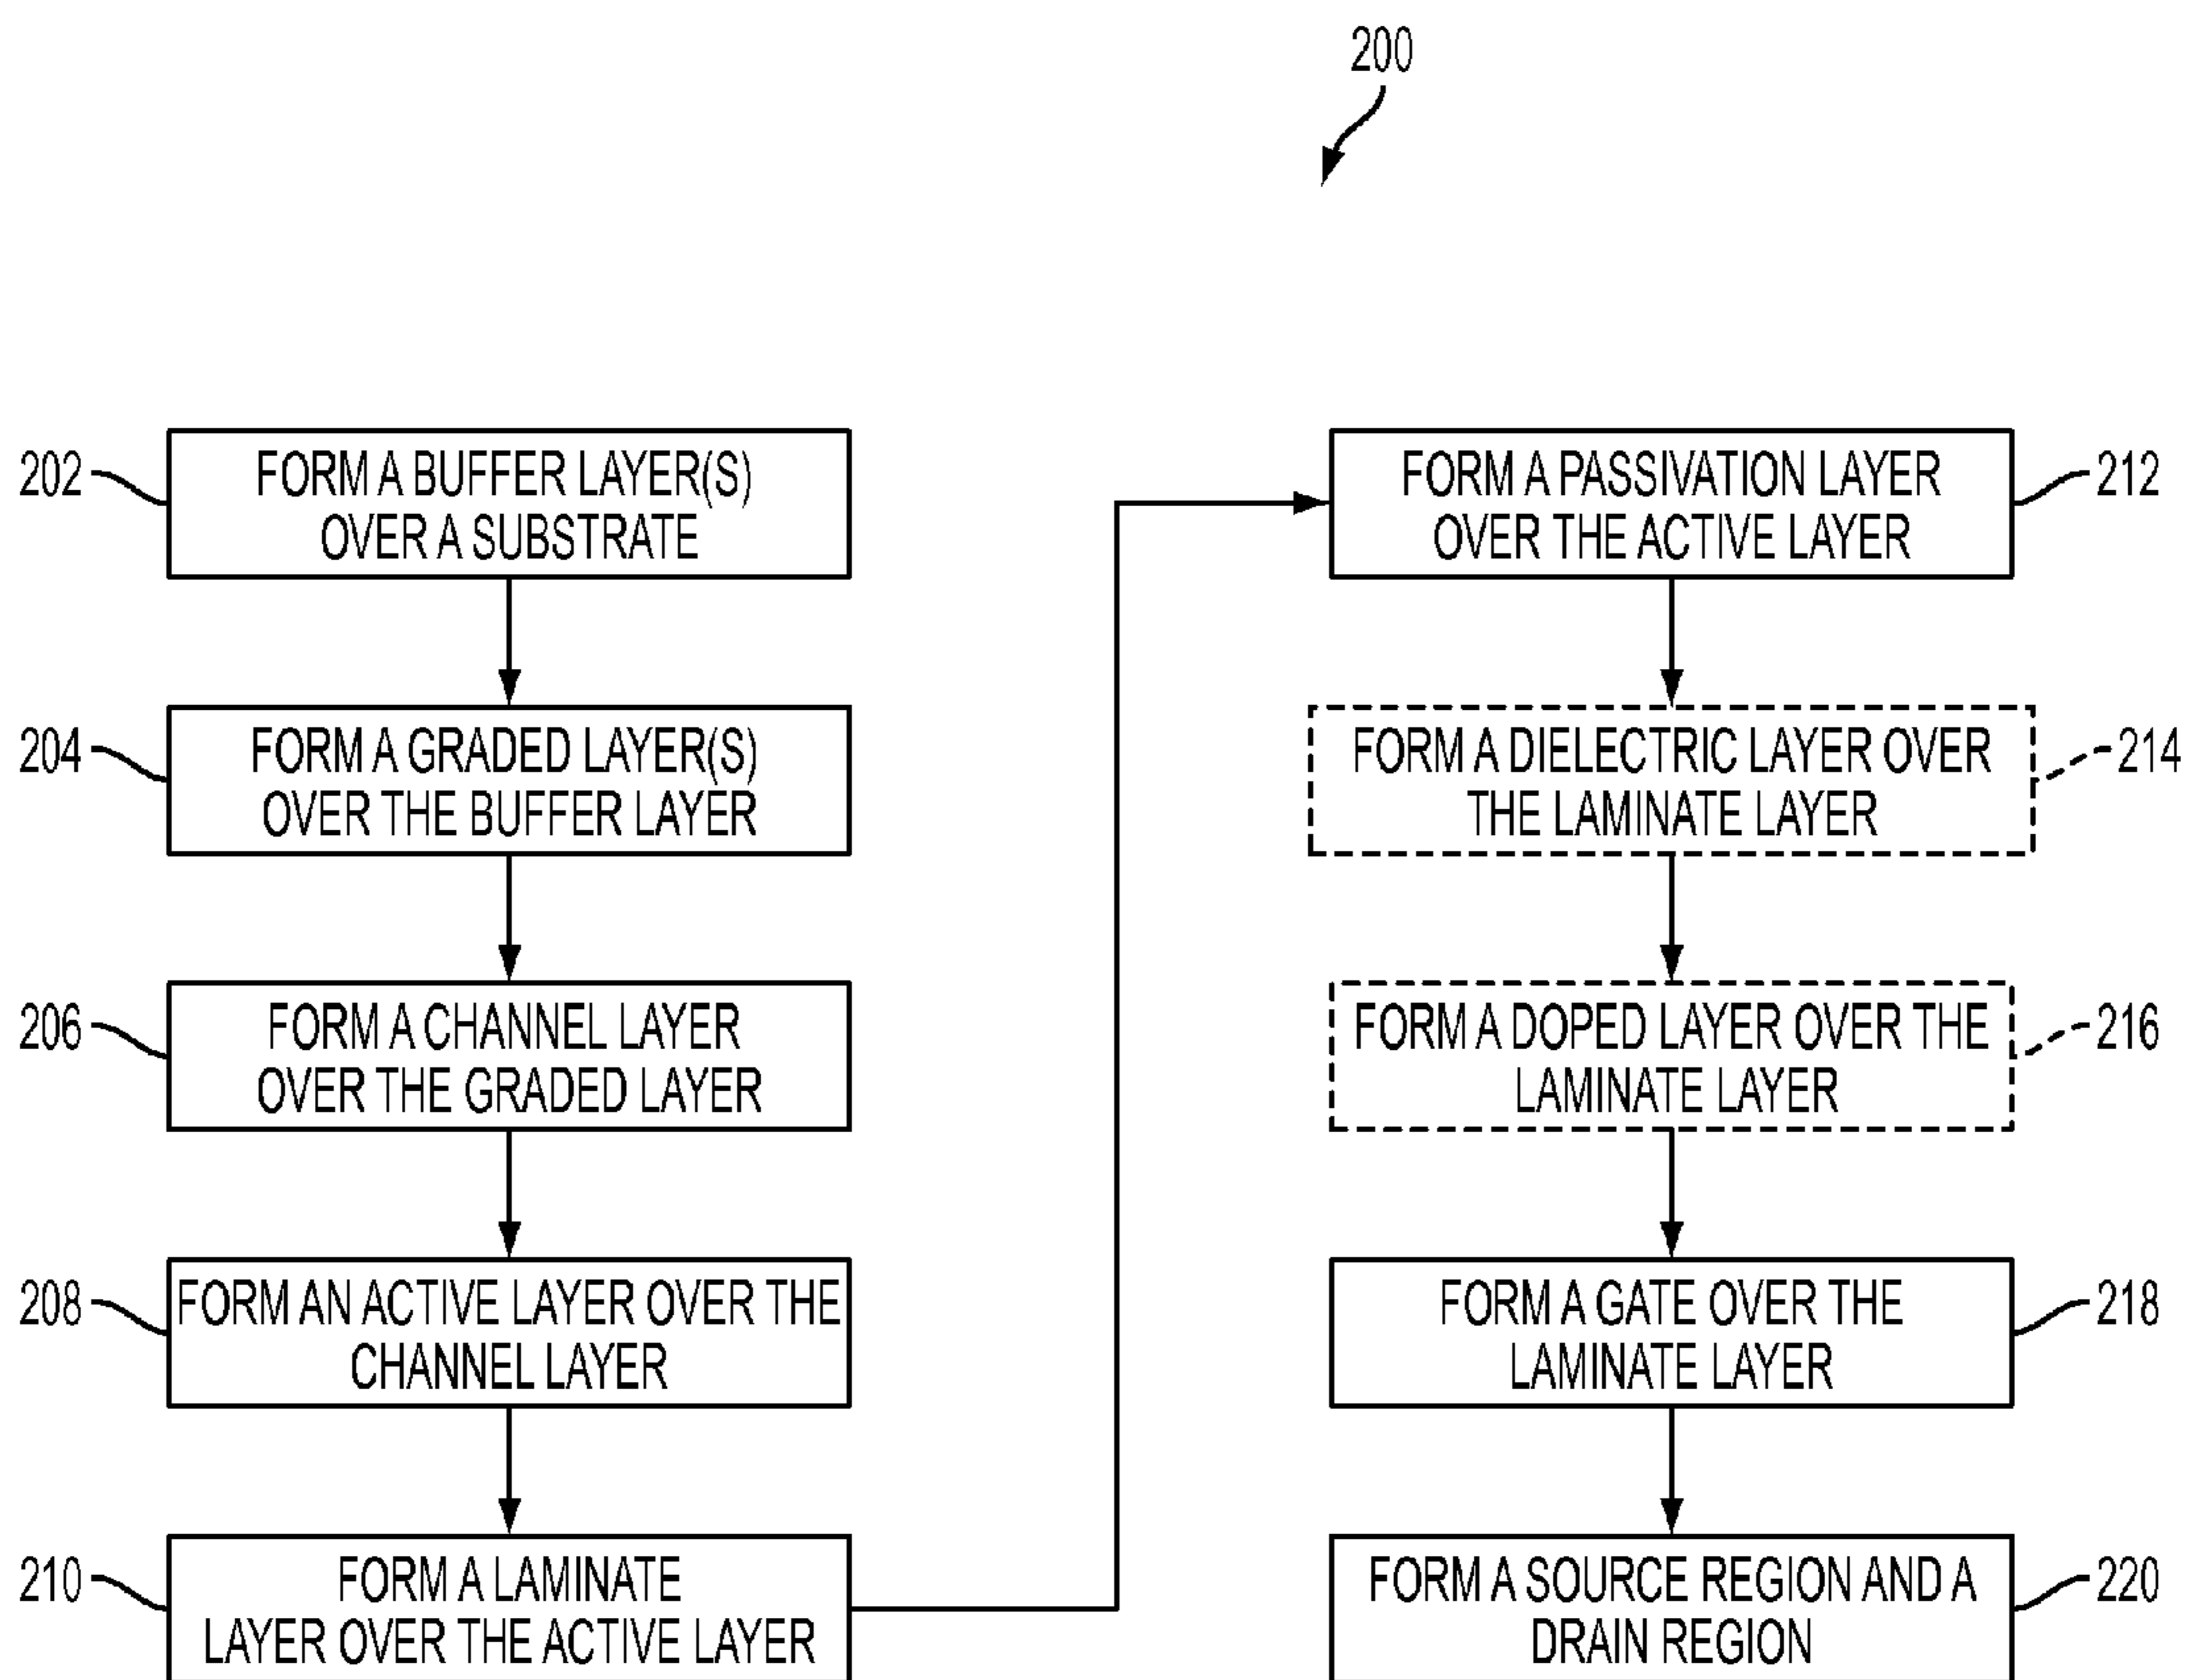 200
202
FORM A BUFFER LAYER(S)
OVER A SUBSTRATE
204
FORM A GRADED LAYER(S)
OVER THE BUFFER LAYER
206
FORM A CHANNEL LAYER
OVER THE GRADED LAYER
208
FORM AN ACTIVE LAYER OVER THE
CHANNEL LAYER
210
FORM A LAMINATE
LAYER OVER THE ACTIVE LAYER
FORM A PASSIVATION LAYER
OVER THE ACTIVE LAYER
212
FORM A DIELECTRIC LAYER OVER
THE LAMINATE LAYER
214
FORM A DOPED LAYER OVER THE
LAMINATE LAYER
216
FORM A GATE OVER THE
LAMINATE LAYER
218
FORM A SOURCE REGION AND A
DRAIN REGION
220